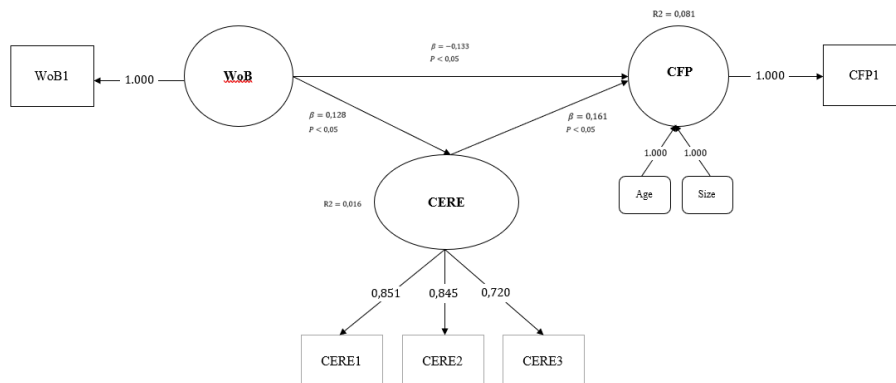 R2 = 0,081
WoB1
1.000
WoB
β = −0,133
P < 0,05
CFP
1.000
CFP1
β = 0,128
P < 0,05
β = 0,161
P < 0,05
1.000
1.000
Age
Size
R2 = 0,016
CERE
0,851
0,845
0,720
CERE1
CERE2
CERE3